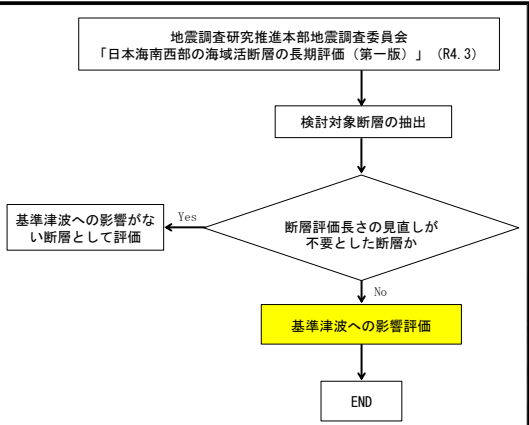 地震調査研究推進本部地震調査委員会
「日本海南西部の海域活断層の長期評価（第一版）」（R4.3）
検討対象断層の抽出
断層評価長さの見直しが
不要とした断層か
Yes
基準津波への影響がな
い断層として評価
No
基準津波への影響評価
END